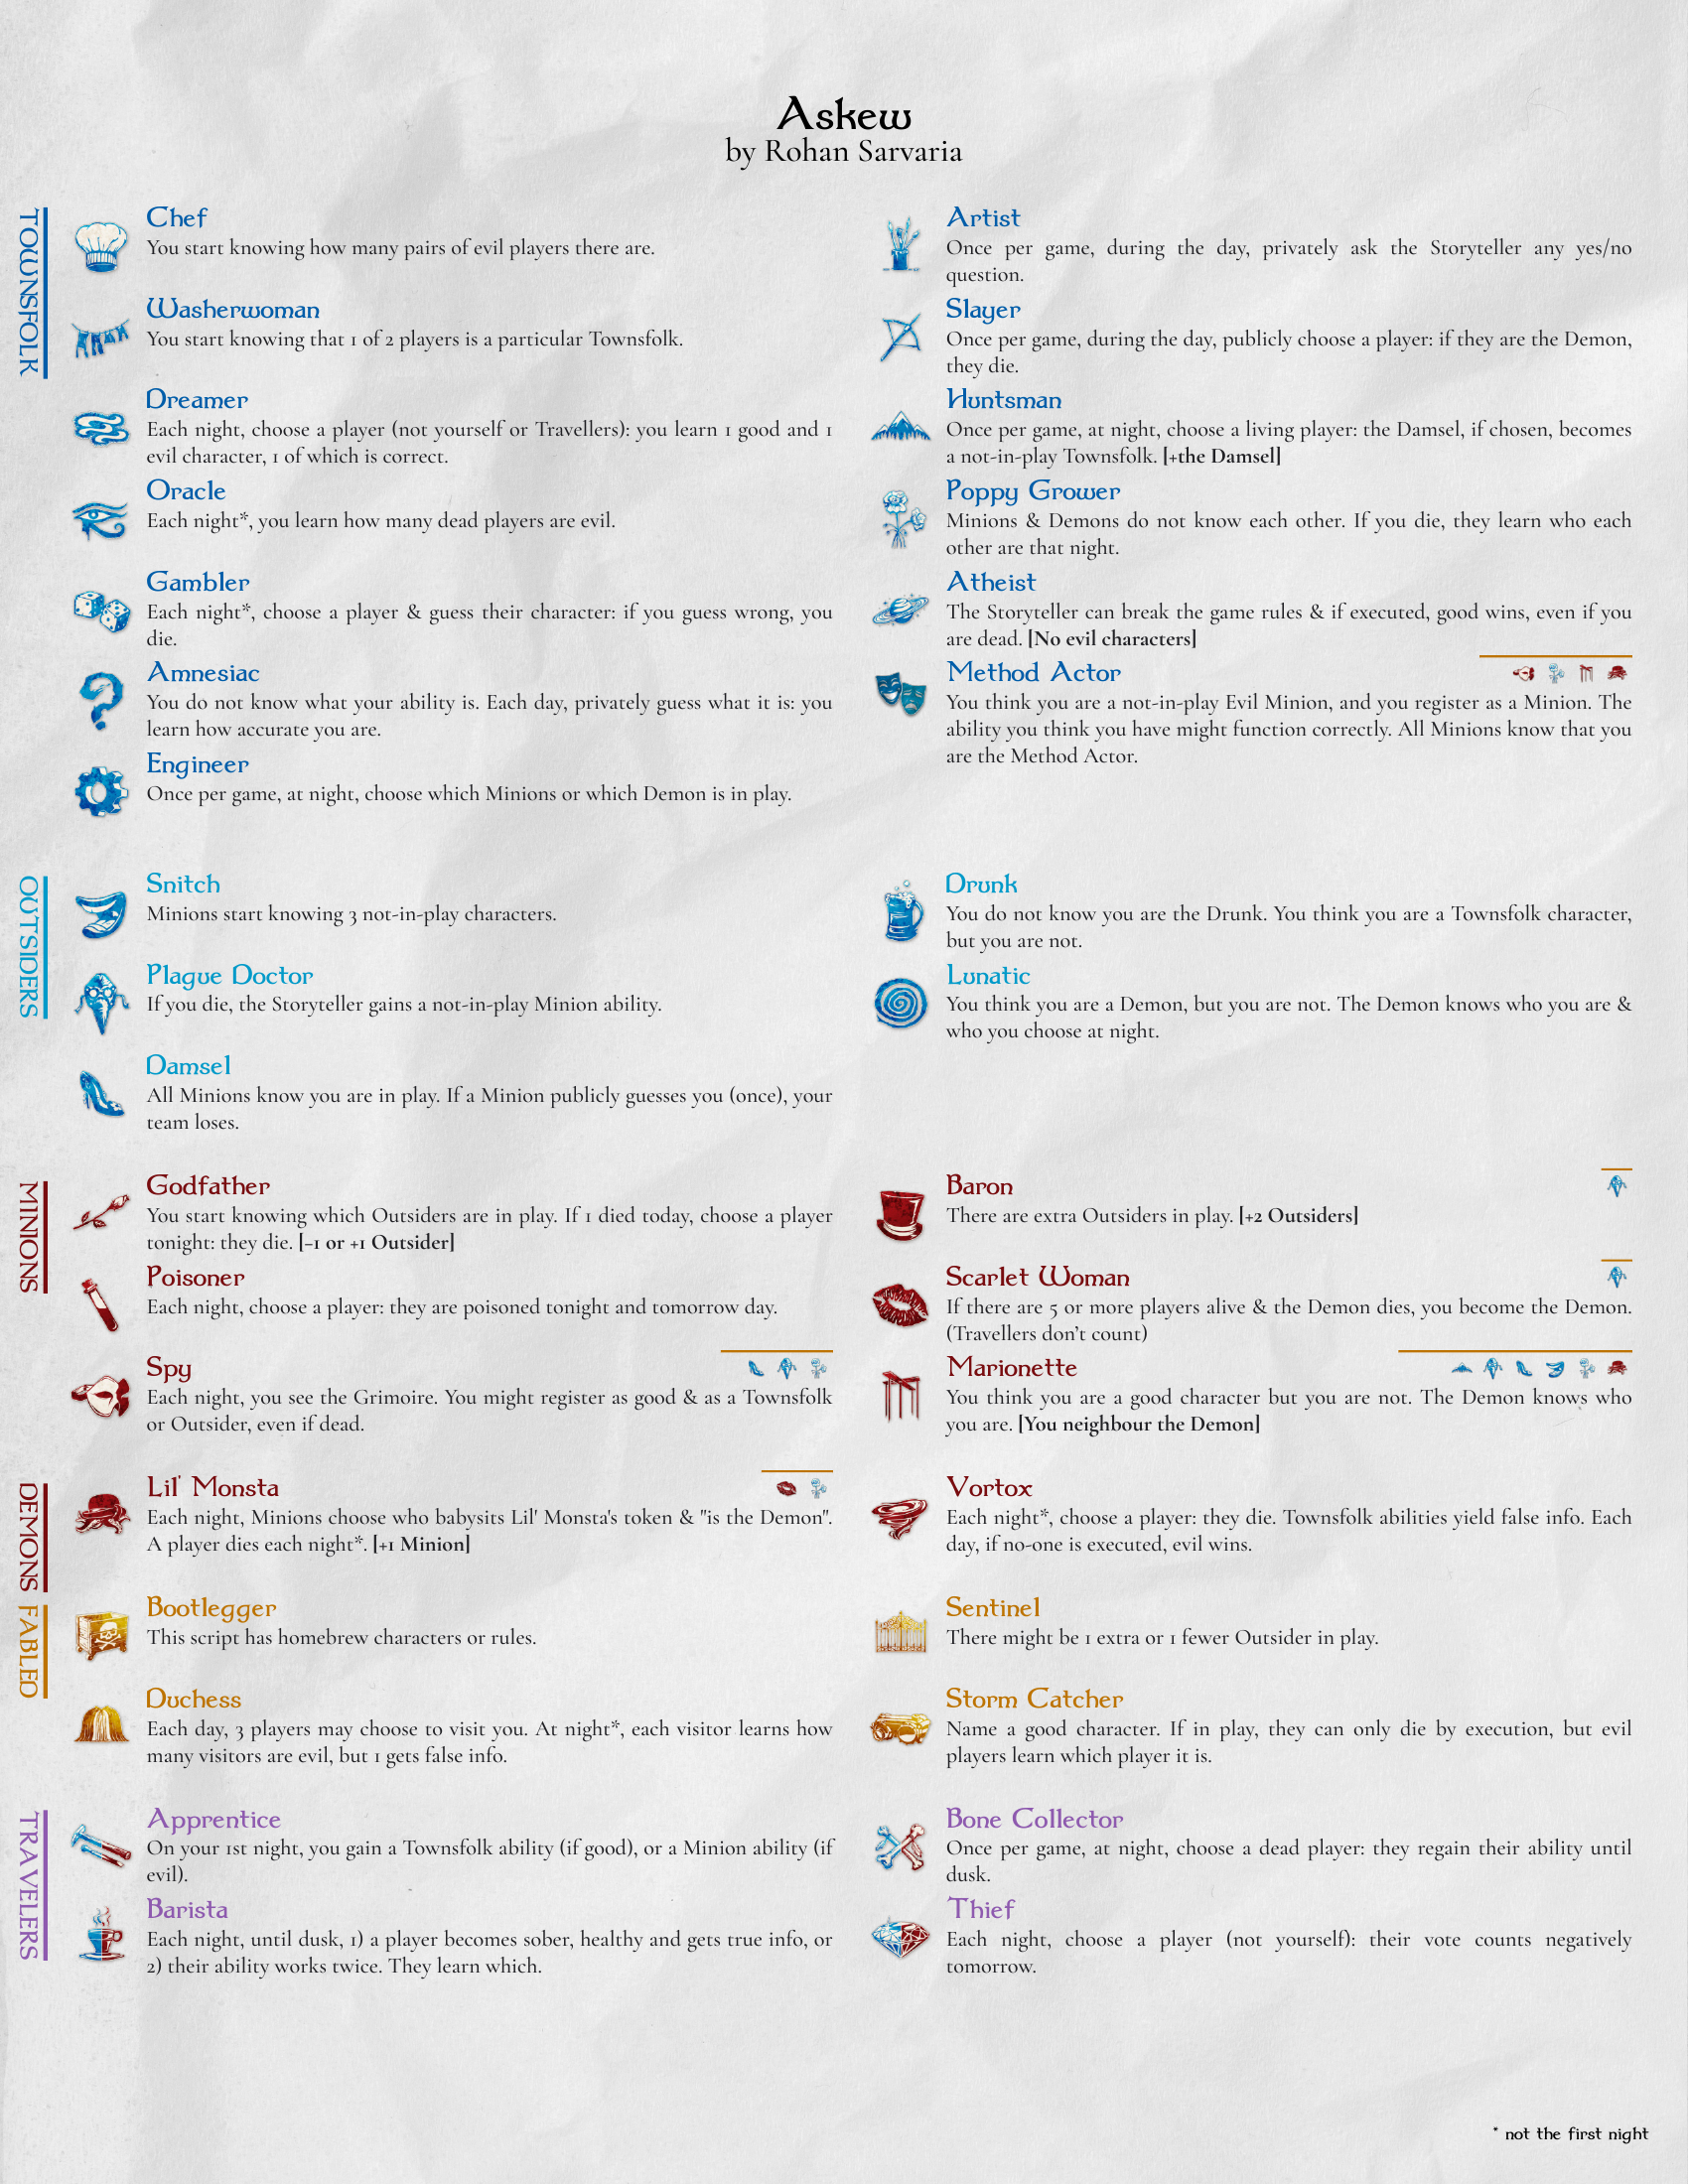 Askew
by Rohan Sarvaria
TOWNSFOLK
Chef
You start knowing how many pairs of evil players there are.
Washerwoman
You start knowing that 1 of 2 players is a particular Townsfolk.
Dreamer
Each night, choose a player (not yourself or Travellers): you learn 1 good and 1
evil character, 1 of which is correct.
Oracle
Each night*, you learn how many dead players are evil.
Gambler
Each night*, choose a player & guess their character: if you guess wrong, you
die.
Amnesiac
You do not know what your ability is. Each day, privately guess what it is: you
learn how accurate you are.
Engineer
Once per game, at night, choose which Minions or which Demon is in play.
Artist
Once per game, during the day, privately ask the Storyteller any yes/no
question.
Slayer
Once per game, during the day, publicly choose a player: if they are the Demon,
they die.
Huntsman
Once per game, at night, choose a living player: the Damsel, if chosen, becomes
a not-in-play Townsfolk. [+the Damsel]
Poppy Grower
Minions & Demons do not know each other. If you die, they learn who each
other are that night.
Atheist
The Storyteller can break the game rules & if executed, good wins, even if you
are dead. [No evil characters]
Method Actor
You think you are a not-in-play Evil Minion, and you register as a Minion. The
ability you think you have might function correctly. All Minions know that you
are the Method Actor.
OUTSIDERS
Snitch
Minions start knowing 3 not-in-play characters.
Plague Doctor
If you die, the Storyteller gains a not-in-play Minion ability.
Damsel
All Minions know you are in play. If a Minion publicly guesses you (once), your
team loses.
Drunk
You do not know you are the Drunk. You think you are a Townsfolk character,
but you are not.
Lunatic
You think you are a Demon, but you are not. The Demon knows who you are &
who you choose at night.
MINIONS
Godfather
You start knowing which Outsiders are in play. If 1 died today, choose a player
tonight: they die. [−1 or +1 Outsider]
Poisoner
Each night, choose a player: they are poisoned tonight and tomorrow day.
Spy
Each night, you see the Grimoire. You might register as good & as a Townsfolk
or Outsider, even if dead.
Baron
There are extra Outsiders in play. [+2 Outsiders]
Scarlet Woman
If there are 5 or more players alive & the Demon dies, you become the Demon.
(Travellers don't count)
Marionette
You think you are a good character but you are not. The Demon knows who
you are. [You neighbour the Demon]
DEMONS
Lil' Monsta
Each night, Minions choose who babysits Lil' Monsta's token & "is the Demon".
A player dies each night*. [+1 Minion]
Vortox
Each night*, choose a player: they die. Townsfolk abilities yield false info. Each
day, if no-one is executed, evil wins.
FABLED
Bootlegger
This script has homebrew characters or rules.
Duchess
Each day, 3 players may choose to visit you. At night*, each visitor learns how
many visitors are evil, but 1 gets false info.
Sentinel
There might be 1 extra or 1 fewer Outsider in play.
Storm Catcher
Name a good character. If in play, they can only die by execution, but evil
players learn which player it is.
TRAVELERS
Apprentice
On your 1st night, you gain a Townsfolk ability (if good), or a Minion ability (if
evil).
Barista
Each night, until dusk, 1) a player becomes sober, healthy and gets true info, or
2) their ability works twice. They learn which.
Bone Collector
Once per game, at night, choose a dead player: they regain their ability until
dusk.
Thief
Each night, choose a player (not yourself): their vote counts negatively
tomorrow.
* not the first night